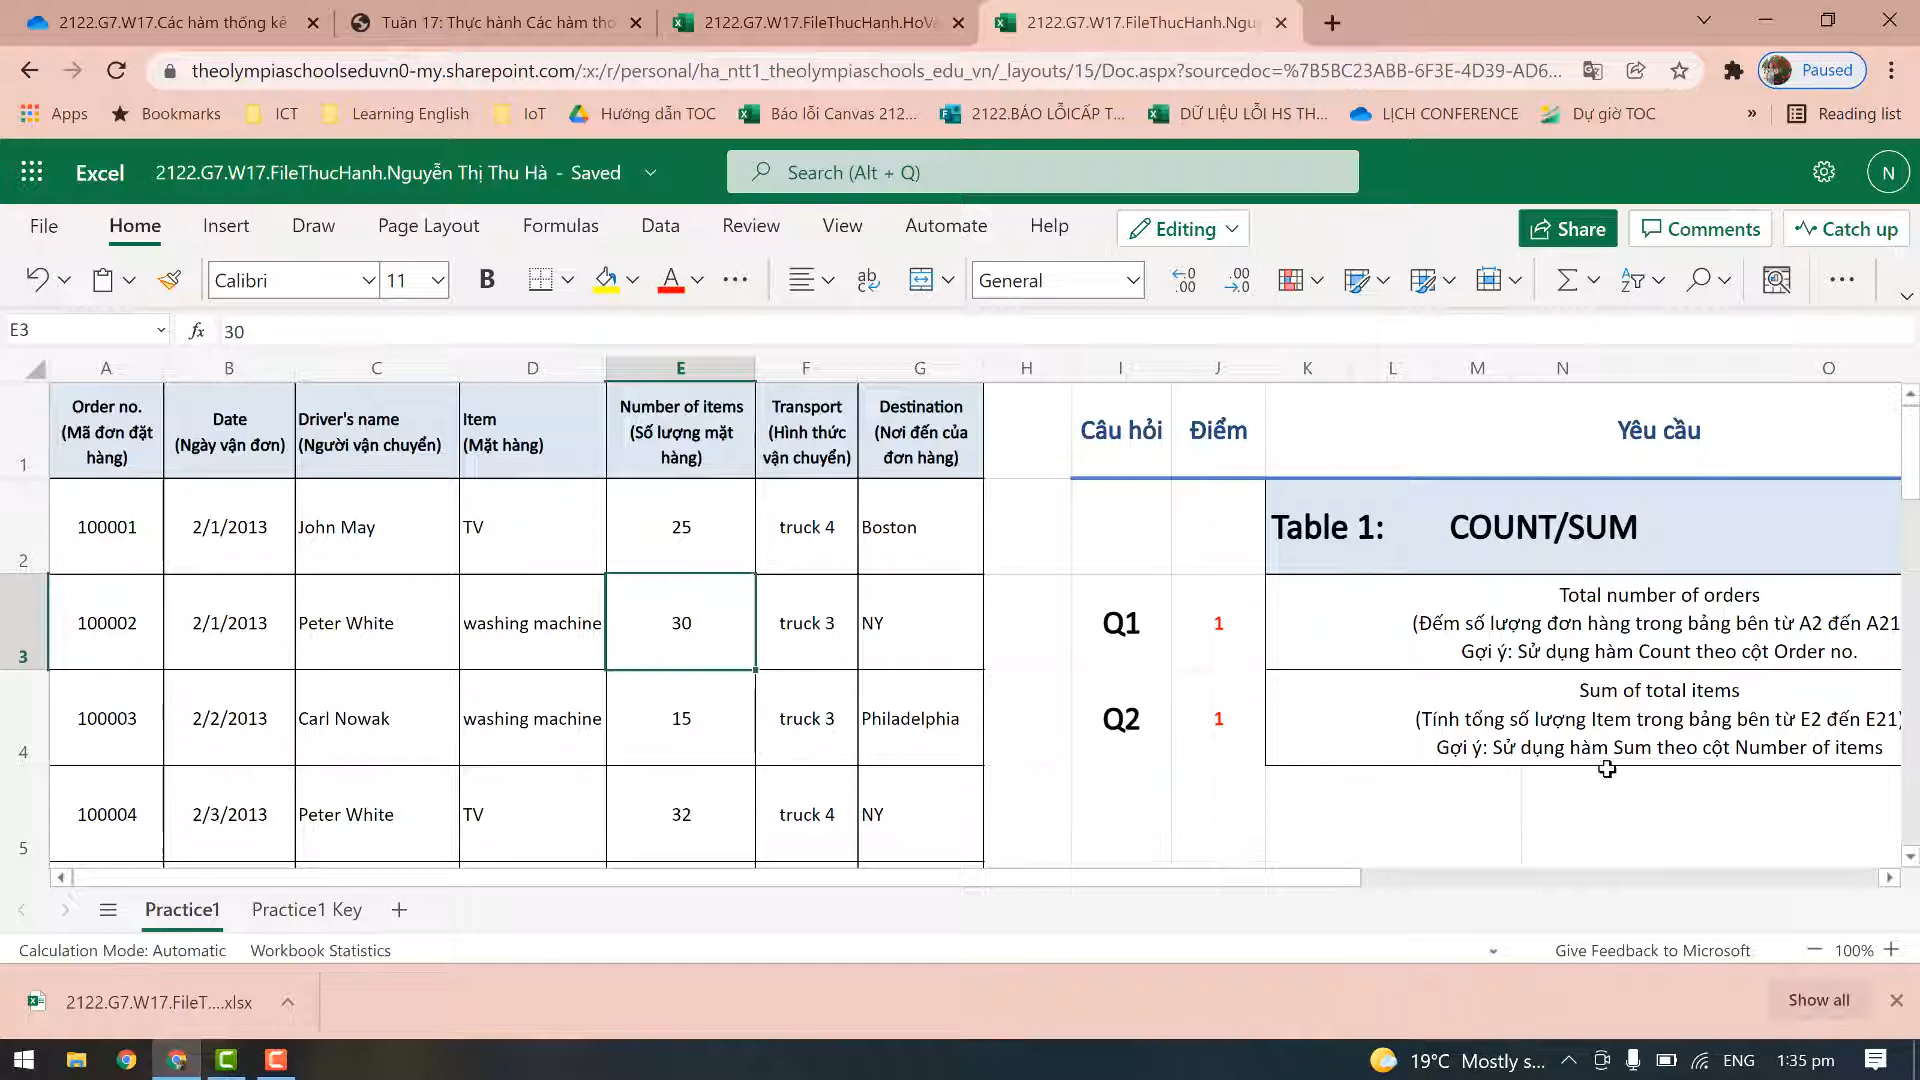 2122.G7.W17.Các hàm thống kê
Tuần 17: Thực hành Các hàm tho
2122.G7.W17.FileThucHanh.HoVa
2122.G7.W17.FileThucHanh.Ngu
theolympiaschoolseduvn0-my.sharepoint.com/:x:/r/personal/ha_ntt1_theolympiaschools_edu_vn/_layouts/15/Doc.aspx?sourcedoc=%7B5BC23ABB-6F3E-4D39-AD6...
Paused
Apps
Bookmarks
ICT
Learning English
IoT
Hướng dẫn TOC
Báo lỗi Canvas 212...
2122.BÁO LỖICẤP T...
DỮ LIỆU LỖI HS TH...
LỊCH CONFERENCE
Dự giờ TOC
»
Reading list
Excel
2122.G7.W17.FileThucHanh.Nguyễn Thị Thu Hà - Saved
Search (Alt + Q)
N
File
Home
Insert
Draw
Page Layout
Formulas
Data
Review
View
Automate
Help
Editing
Share
Comments
Catch up
Calibri
11
B
General
E3
fx
30
A B C D E F G H I J K L M N O
1
Order no. (Mã đơn đặt hàng)
Date (Ngày vận đơn)
Driver's name (Người vận chuyển)
Item (Mặt hàng)
Number of items (Số lượng mặt hàng)
Transport (Hình thức vận chuyển)
Destination (Nơi đến của đơn hàng)
Câu hỏi
Điểm
Yêu cầu
2 100001 2/1/2013 John May TV 25 truck 4 Boston
Table 1: COUNT/SUM
3 100002 2/1/2013 Peter White washing machine 30 truck 3 NY
Q1 1
Total number of orders
(Đếm số lượng đơn hàng trong bảng bên từ A2 đến A21
Gợi ý: Sử dụng hàm Count theo cột Order no.
4 100003 2/2/2013 Carl Nowak washing machine 15 truck 3 Philadelphia
Q2 1
Sum of total items
(Tính tổng số lượng Item trong bảng bên từ E2 đến E21)
Gợi ý: Sử dụng hàm Sum theo cột Number of items
5 100004 2/3/2013 Peter White TV 32 truck 4 NY
Practice1
Practice1 Key
Calculation Mode: Automatic
Workbook Statistics
Give Feedback to Microsoft
100%
2122.G7.W17.FileT....xlsx
Show all
19°C Mostly s...
ENG
1:35 pm